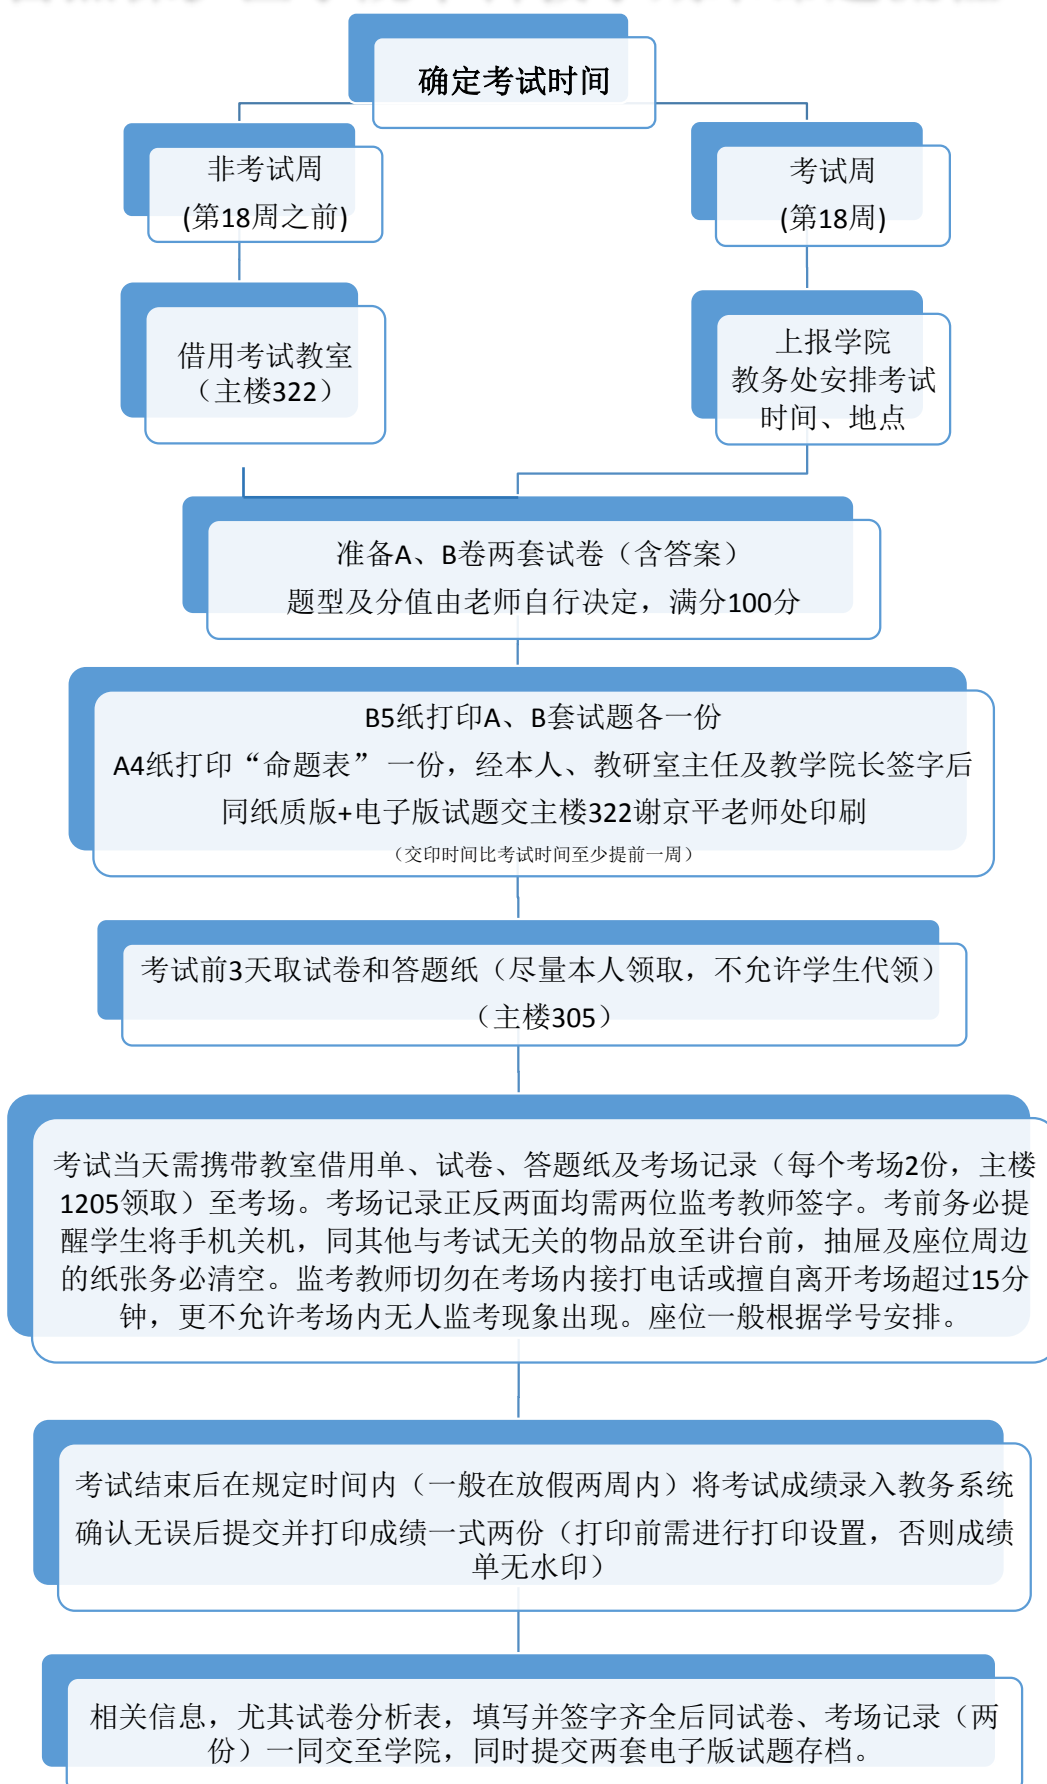 确定考试时间
非考试周
(第18周之前)
考试周
(第18周)
借用考试教室
（主楼322）
上报学院
教务处安排考试
时间、地点
准备A、B卷两套试卷（含答案）
题型及分值由老师自行决定，满分100分
B5纸打印A、B套试题各一份
A4纸打印“命题表”一份，经本人、教研室主任及教学院长签字后
同纸质版+电子版试题交主楼322谢京平老师处印刷
（交印时间比考试时间至少提前一周）
考试前3天取试卷和答题纸（尽量本人领取，不允许学生代领）
（主楼305）
考试当天需携带教室借用单、试卷、答题纸及考场记录（每个考场2份，主楼
1205领取）至考场。考场记录正反两面均需两位监考教师签字。考前务必提
醒学生将手机关机，同其他与考试无关的物品放至讲台前，抽屉及座位周边
的纸张务必清空。监考教师切勿在考场内接打电话或擅自离开考场超过15分
钟，更不允许考场内无人监考现象出现。座位一般根据学号安排。
考试结束后在规定时间内（一般在放假两周内）将考试成绩录入教务系统
确认无误后提交并打印成绩一式两份（打印前需进行打印设置，否则成绩
单无水印）
相关信息，尤其试卷分析表，填写并签字齐全后同试卷、考场记录（两
份）一同交至学院，同时提交两套电子版试题存档。